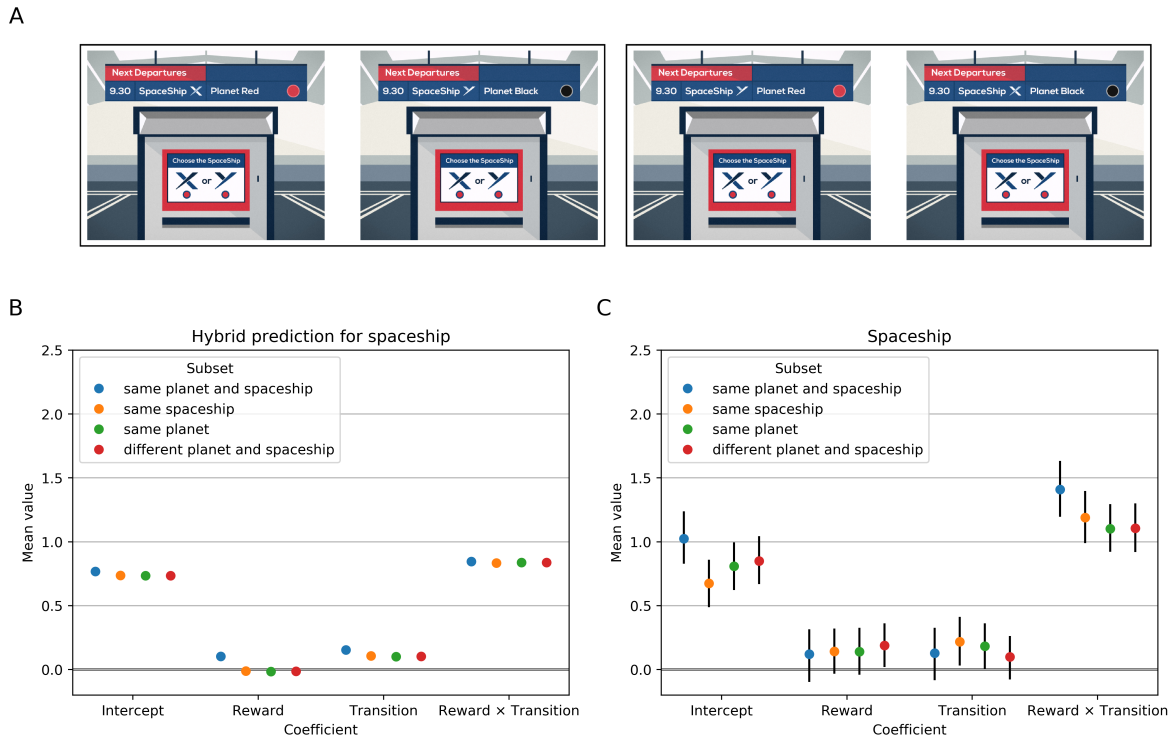 A
Next Departures
9.30 SpaceShip X Planet Red
Choose the SpaceShip
X or Y
Next Departures
9.30 SpaceShip Y Planet Black
Choose the SpaceShip
X or Y
Next Departures
9.30 SpaceShip Y Planet Red
Choose the SpaceShip
X or Y
Next Departures
9.30 SpaceShip X Planet Black
Choose the SpaceShip
X or Y
B
Hybrid prediction for spaceship
2.5
2.0
1.5
1.0
0.5
0.0
Mean value
Subset
same planet and spaceship
same spaceship
same planet
different planet and spaceship
Intercept
Reward
Transition
Reward × Transition
Coefficient
C
Spaceship
2.5
2.0
1.5
1.0
0.5
0.0
Mean value
Subset
same planet and spaceship
same spaceship
same planet
different planet and spaceship
Intercept
Reward
Transition
Reward × Transition
Coefficient